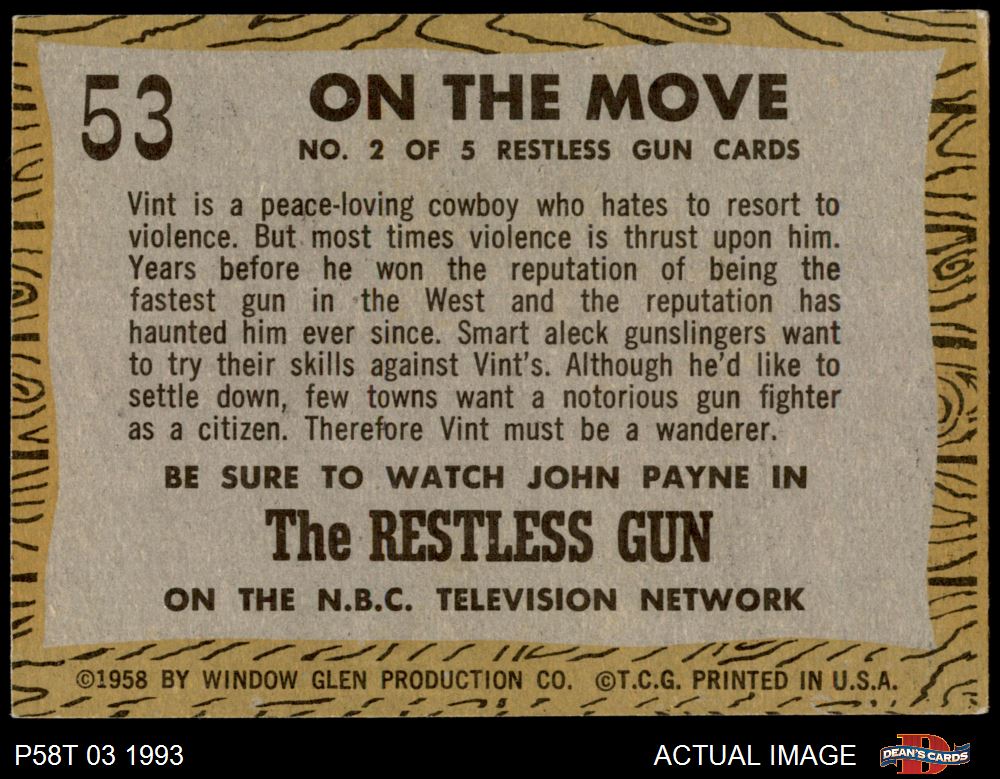 53
ON THE MOVE
NO. 2 OF 5 RESTLESS GUN CARDS
Vint is a peace-loving cowboy who hates to resort to
violence. But most times violence is thrust upon him.
Years before he won the reputation of being the
fastest gun in the West and the reputation has
haunted him ever since. Smart aleck gunslingers want
to try their skills against Vint's. Although he'd like to
settle down, few towns want a notorious gun fighter
as a citizen. Therefore Vint must be a wanderer.
BE SURE TO WATCH JOHN PAYNE IN
The RESTLESS GUN
ON THE N.B.C. TELEVISION NETWORK
©1958 BY WINDOW GLEN PRODUCTION CO. ©T.C.G. PRINTED IN U.S.A.
P58T 03 1993
ACTUAL IMAGE
D
DEAN'S CARDS